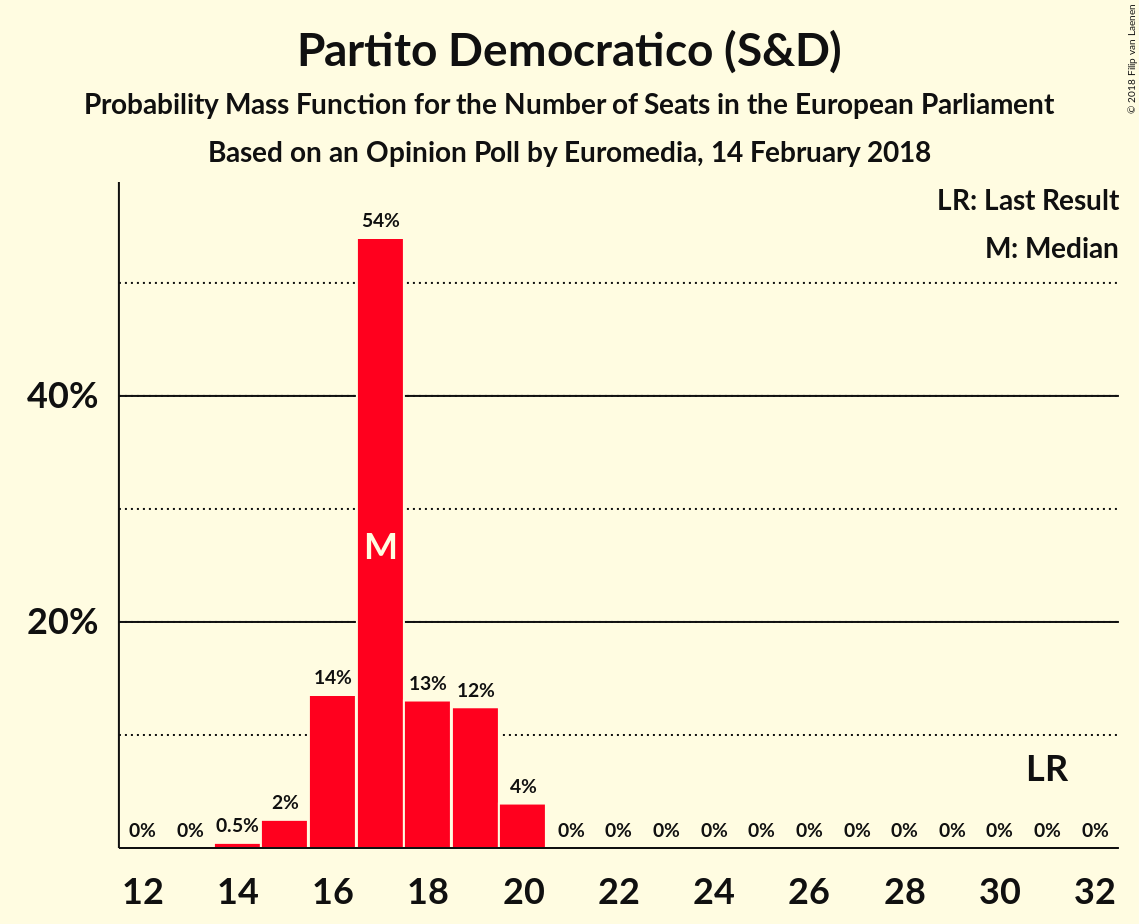 Partito Democratico (S&D)
Probability Mass Function for the Number of Seats in the European Parliament
Based on an Opinion Poll by Euromedia, 14 February 2018
© 2018 Filip van Laenen
LR: Last Result
M: Median
54%
40%
M
20%
14%
13%
12%
LR
4%
2%
0.5%
0% 0% 0% 0% 0% 0% 0% 0% 0% 0% 0% 0% 0% 0%
12 14 16 18 20 22 24 26 28 30 32